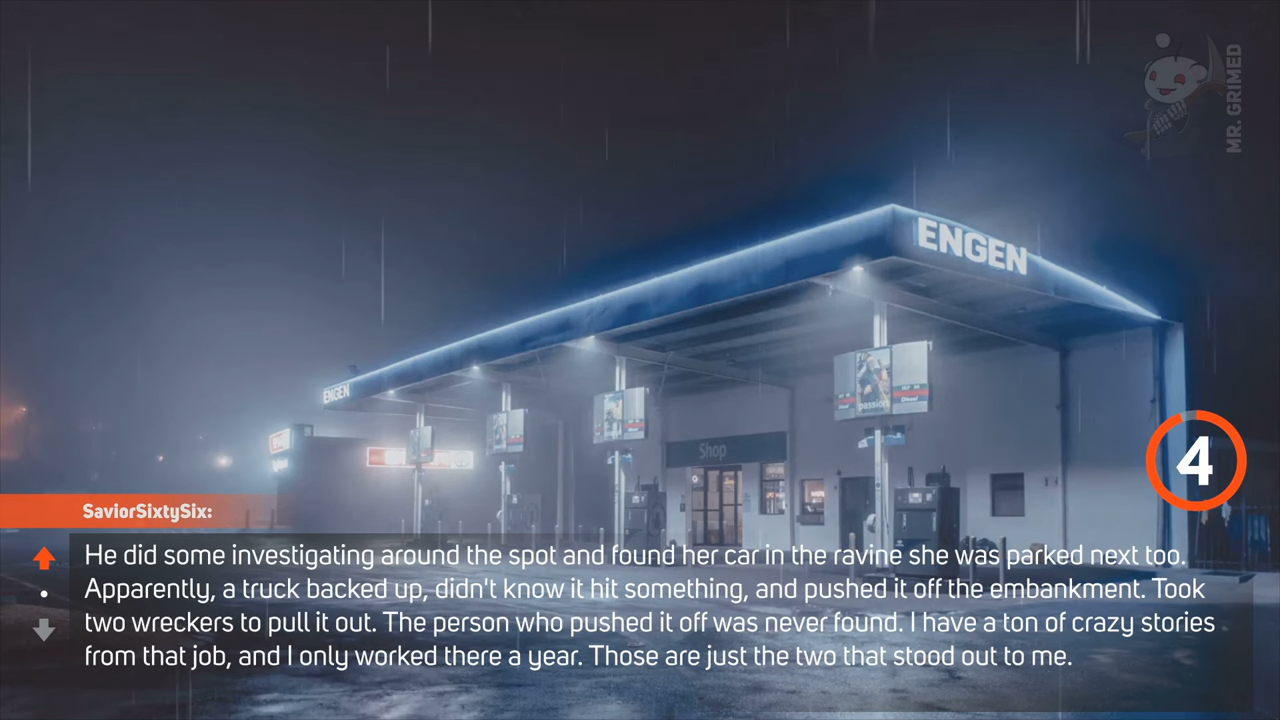 MR. GRIMED
ENGEN
ENGEN
passion
Shop
4
SaviorSixtySix:
He did some investigating around the spot and found her car in the ravine she was parked next too.
Apparently, a truck backed up, didn't know it hit something, and pushed it off the embankment. Took
two wreckers to pull it out. The person who pushed it off was never found. I have a ton of crazy stories
from that job, and I only worked there a year. Those are just the two that stood out to me.